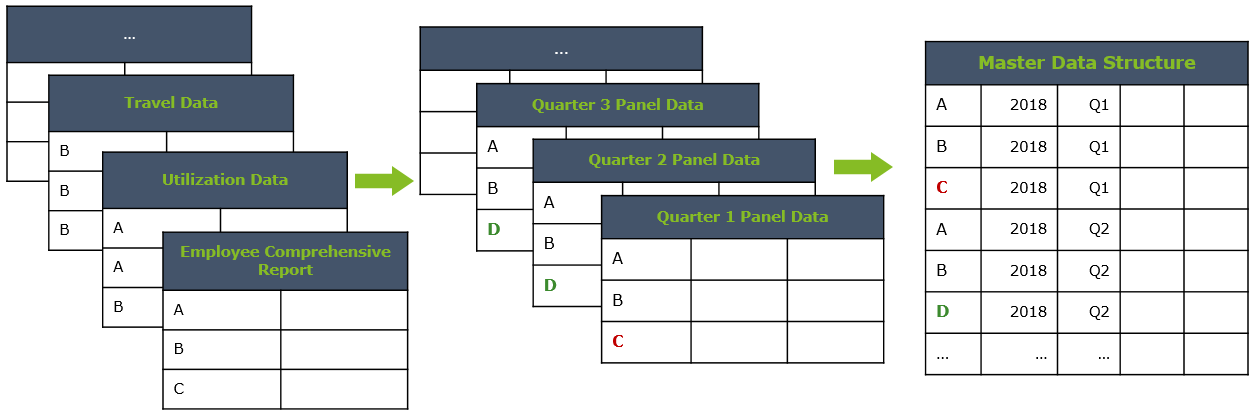 ...
Travel Data
B
B
B
Utilization Data
A
A
B
Employee Comprehensive
Report
A
B
C
...
Quarter 3 Panel Data
A
B
D
Quarter 2 Panel Data
A
B
D
Quarter 1 Panel Data
A
B
C
Master Data Structure
A 2018 Q1
B 2018 Q1
C 2018 Q1
A 2018 Q2
B 2018 Q2
D 2018 Q2
... ... ...